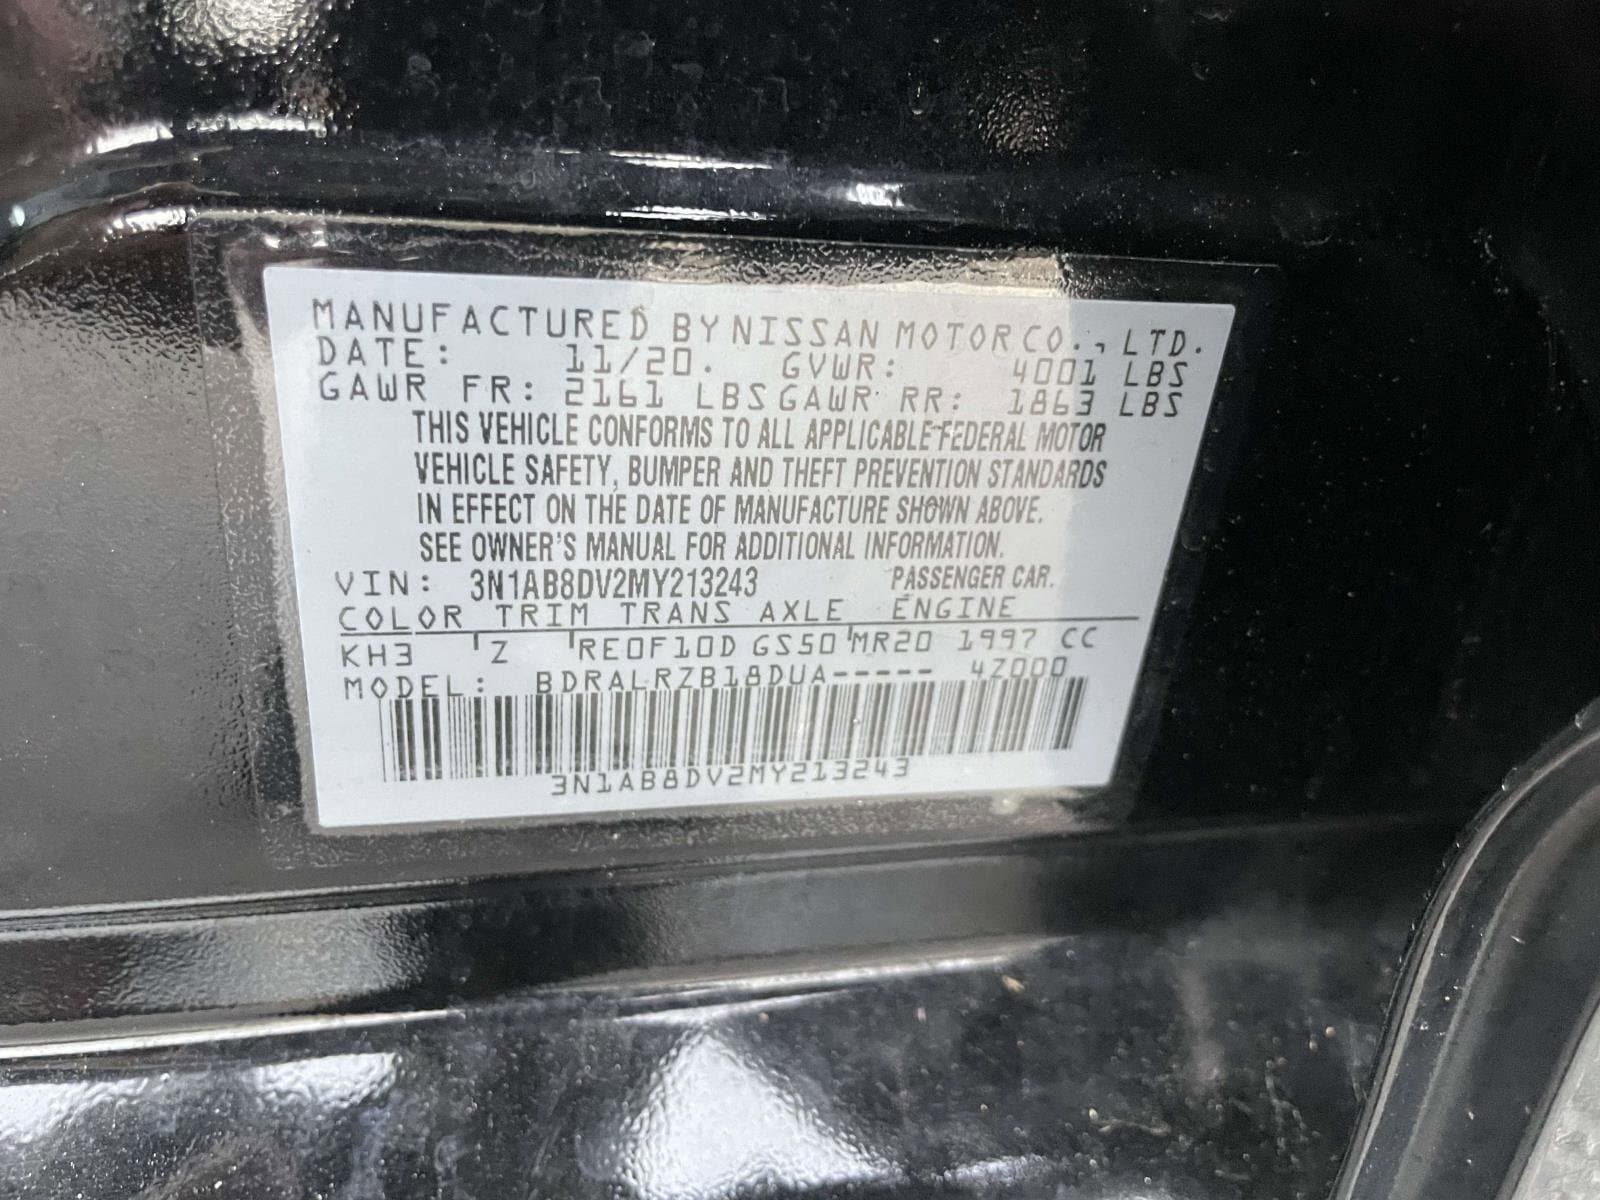 MANUFACTURED BY NISSAN MOTOR CO., LTD.
DATE: 11/20. GVWR: 4001 LBS
GAWR FR: 2161 LBS GAWR RR: 1863 LBS
THIS VEHICLE CONFORMS TO ALL APPLICABLE FEDERAL MOTOR
VEHICLE SAFETY, BUMPER AND THEFT PREVENTION STANDARDS
IN EFFECT ON THE DATE OF MANUFACTURE SHOWN ABOVE.
SEE OWNER'S MANUAL FOR ADDITIONAL INFORMATION.
VIN: 3N1AB8DV2MY213243 PASSENGER CAR.
COLOR TRIM TRANS AXLE ENGINE
KH3 Z RE0F10D GS50 MR20 1997 CC
MODEL: BDRALRZB18DUA----- 4Z000
3N1AB8DV2MY213243